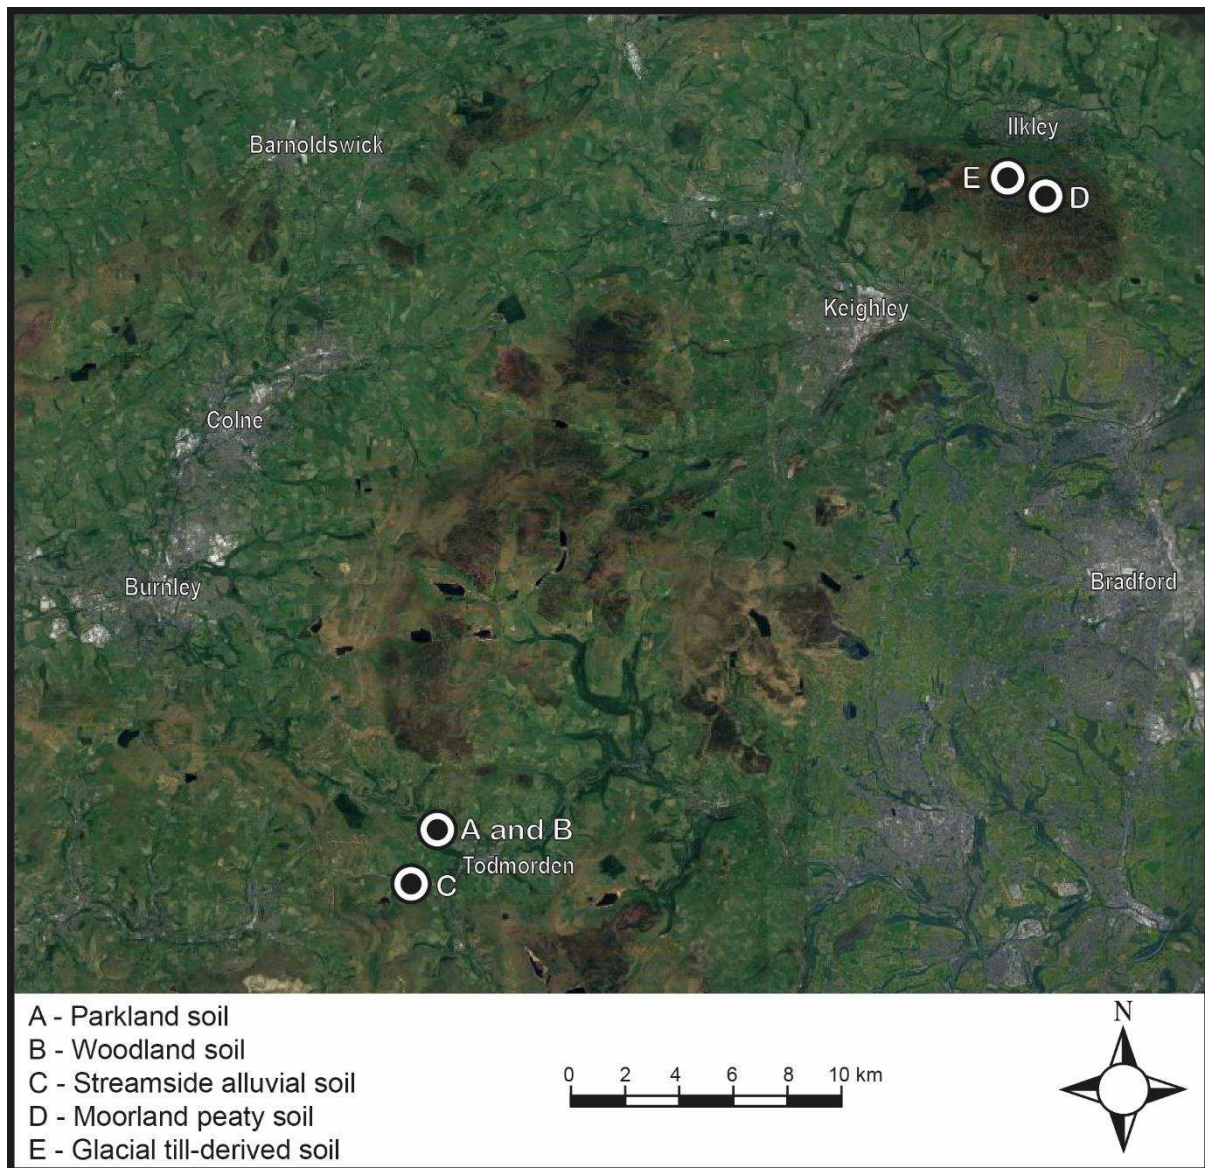 Ilkley
Barnoldswick
E
D
Keighley
Colne
Burnley
Bradford
A and B
Todmorden
C
A - Parkland soil
B - Woodland soil
C - Streamside alluvial soil
D - Moorland peaty soil
E - Glacial till-derived soil
0 2 4 6 8 10 km
N